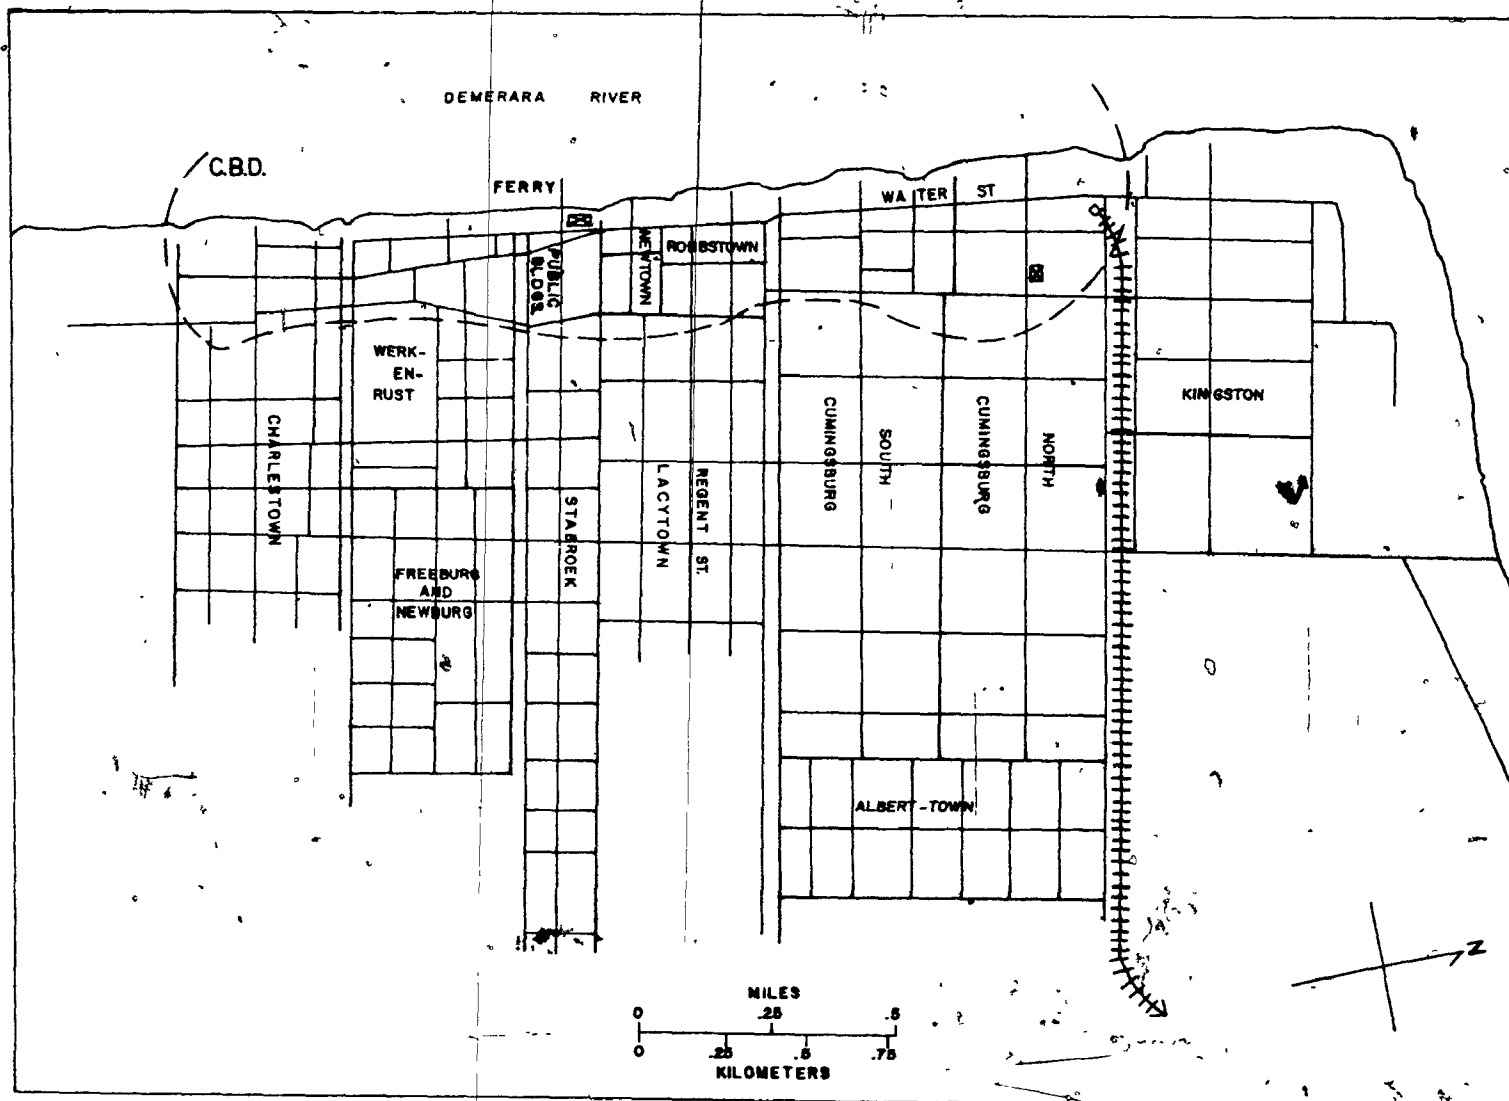 DEMERARA RIVER
C.B.D.
FERRY
WATER ST
PUBLIC
BLDGS.
NEWTOWN
ROBBSTOWN
WERK-
EN-
RUST
KINGSTON
CHARLESTOWN
CUMINGSBURG
SOUTH
CUMINGSBURG
NORTH
STABROEK
LACYTOWN
REGENT ST.
FREEBURG
AND
NEWBURG
ALBERT-TOWN
N
MILES
0 .25 .5
0 .25 .5 .75
KILOMETERS